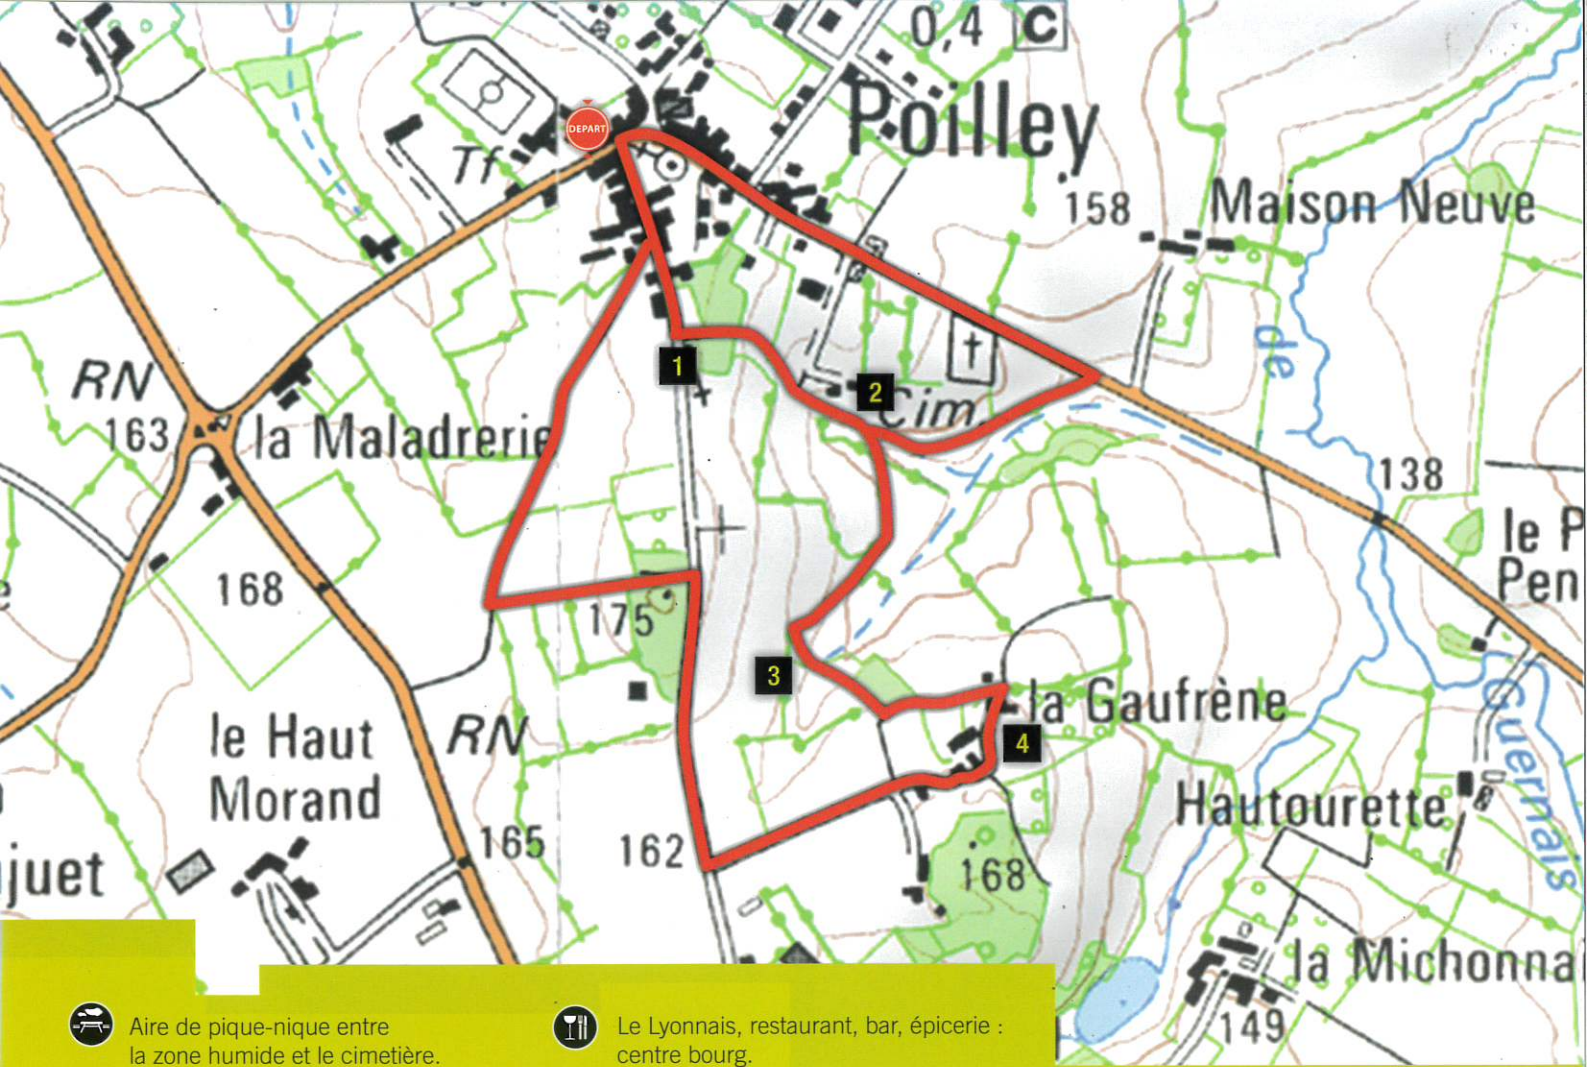 0,4 C
DEPART
Poilley
Tf
158
Maison Neuve
RN
163
la Maladrerie
1
2
Cim
de
138
le P
Pen
168
175
3
la Gaufrène
4
le Haut
Morand
RN
165
162
Hautourette
Guernais
juet
168
la Michonna
149
Aire de pique-nique entre
la zone humide et le cimetière.
Le Lyonnais, restaurant, bar, épicerie :
centre bourg.